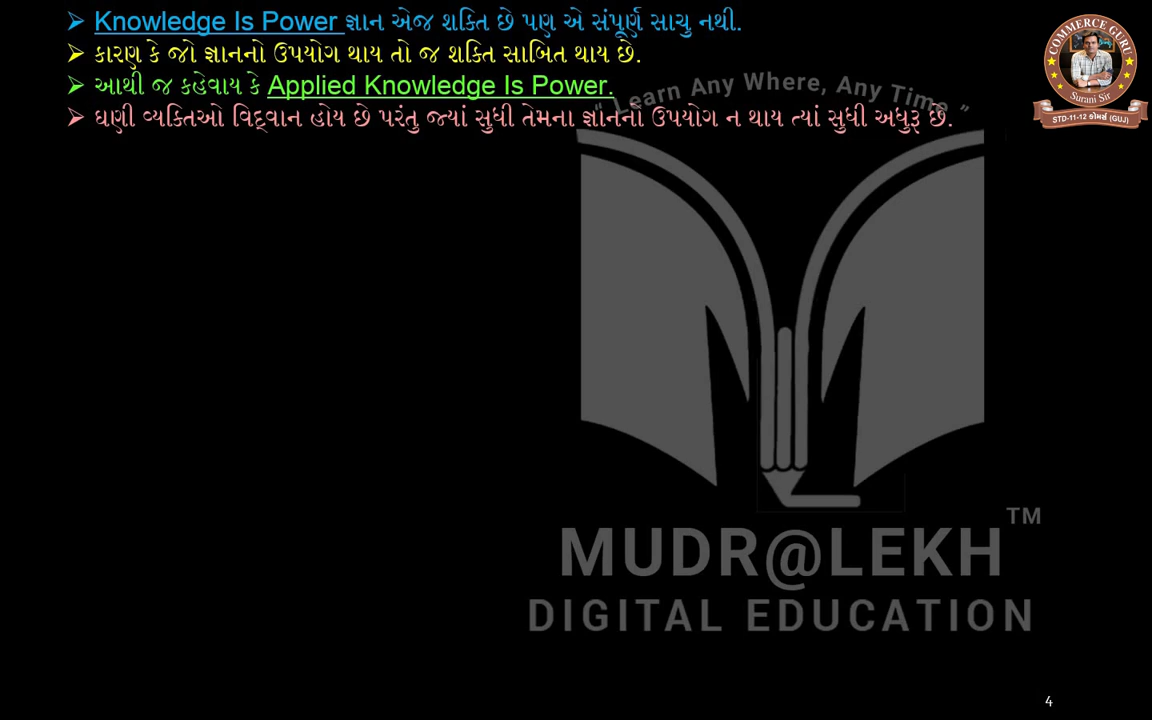 ➢ Knowledge Is Power જ્ઞાન એજ શક્તિ છે પણ એ સંપૂર્ણ સાચુ નથી.
➢ કારણ કે જો જ્ઞાનનો ઉપયોગ થાય તો જ શક્તિ સાબિત થાય છે.
➢ આથી જ કહેવાય કે Applied Knowledge Is Power.
➢ ઘણી વ્યક્તિઓ વિદ્વાન હોય છે પરંતુ જ્યાં સુધી તેમના જ્ઞાનનો ઉપયોગ ન થાય ત્યાં સુધી અધુરૂ છે.
COMMERCE GURU
Surani Sir
STD-11-12 કોમર્સ (GUJ)
“ Learn Any Where, Any Time ”
TM
MUDR@LEKH
DIGITAL EDUCATION
4